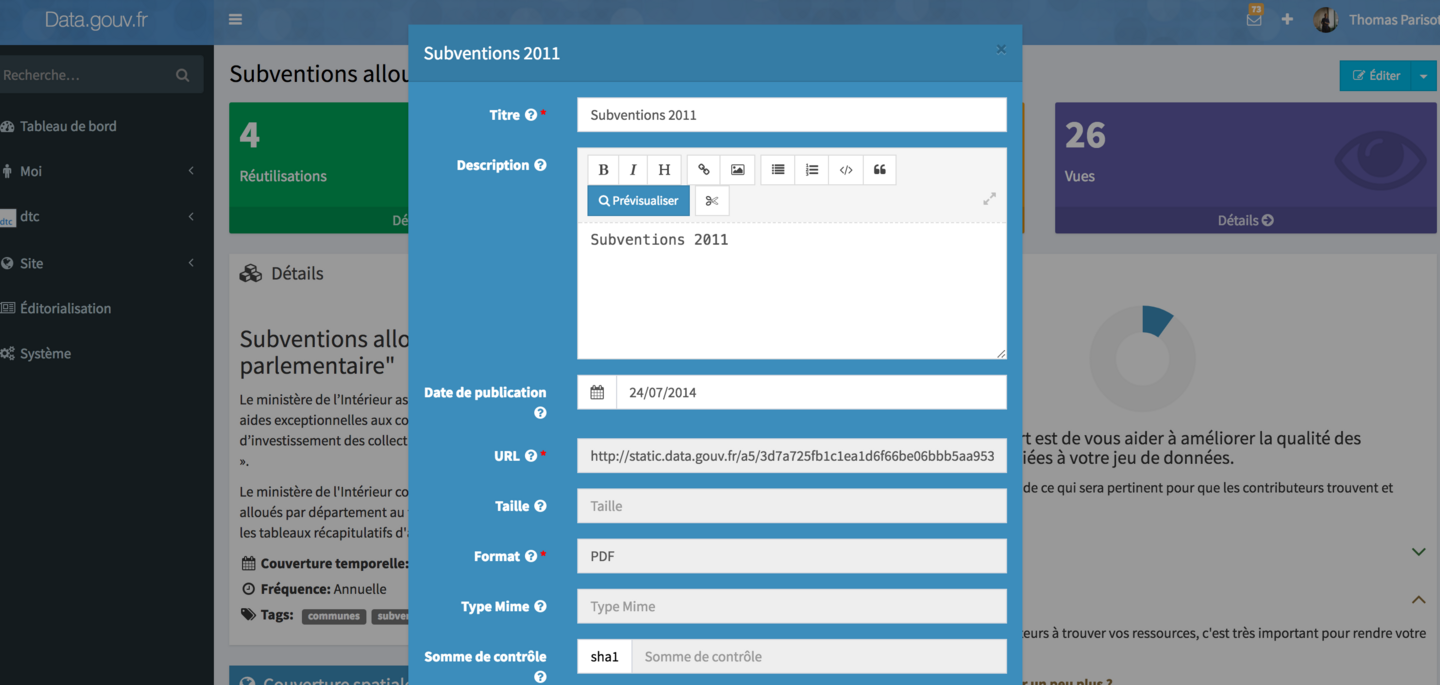 Data.gouv.fr
73
Thomas Pariso
Recherche...
Tableau de bord
Moi
dtc
dtc
Site
Éditorialisation
Système
Subventions allou
Éditer
4
Réutilisations
Dé
26
Vues
Détails
Détails
Subventions allo
parlementaire"
Le ministère de l'Intérieur as
aides exceptionnelles aux co
d'investissement des collect
».
Le ministère de l'Intérieur co
alloués par département au
les tableaux récapitulatifs d'
Couverture temporelle:
Fréquence: Annuelle
Tags: communes subve
Couverture spatiale
Subventions 2011
×
Titre ? * Subventions 2011
Description ?
B I H
Prévisualiser
Subventions 2011
Date de publication ? 24/07/2014
URL ? * http://static.data.gouv.fr/a5/3d7a725fb1c1ea1d6f66be06bbb5aa953
Taille ? Taille
Format ? * PDF
Type Mime ? Type Mime
Somme de contrôle ? sha1 Somme de contrôle
rt est de vous aider à améliorer la qualité des
iées à votre jeu de données.
de ce qui sera pertinent pour que les contributeurs trouvent et
eurs à trouver vos ressources, c'est très important pour rendre votre
r un peu plus ?